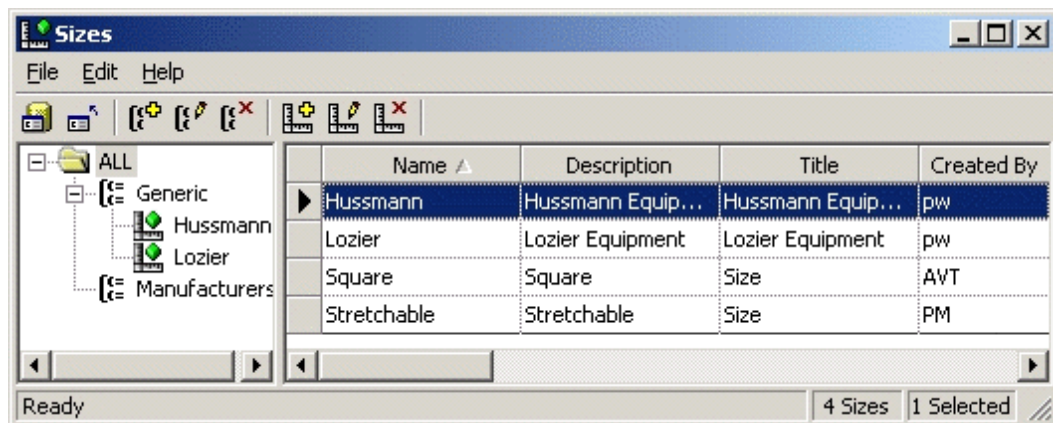 Sizes
File Edit Help
ALL
Generic
Hussmann
Lozier
Manufacturers
Name Description Title Created By
Hussmann Hussmann Equip... Hussmann Equip... pw
Lozier Lozier Equipment Lozier Equipment pw
Square Square Size AVT
Stretchable Stretchable Size PM
Ready 4 Sizes 1 Selected